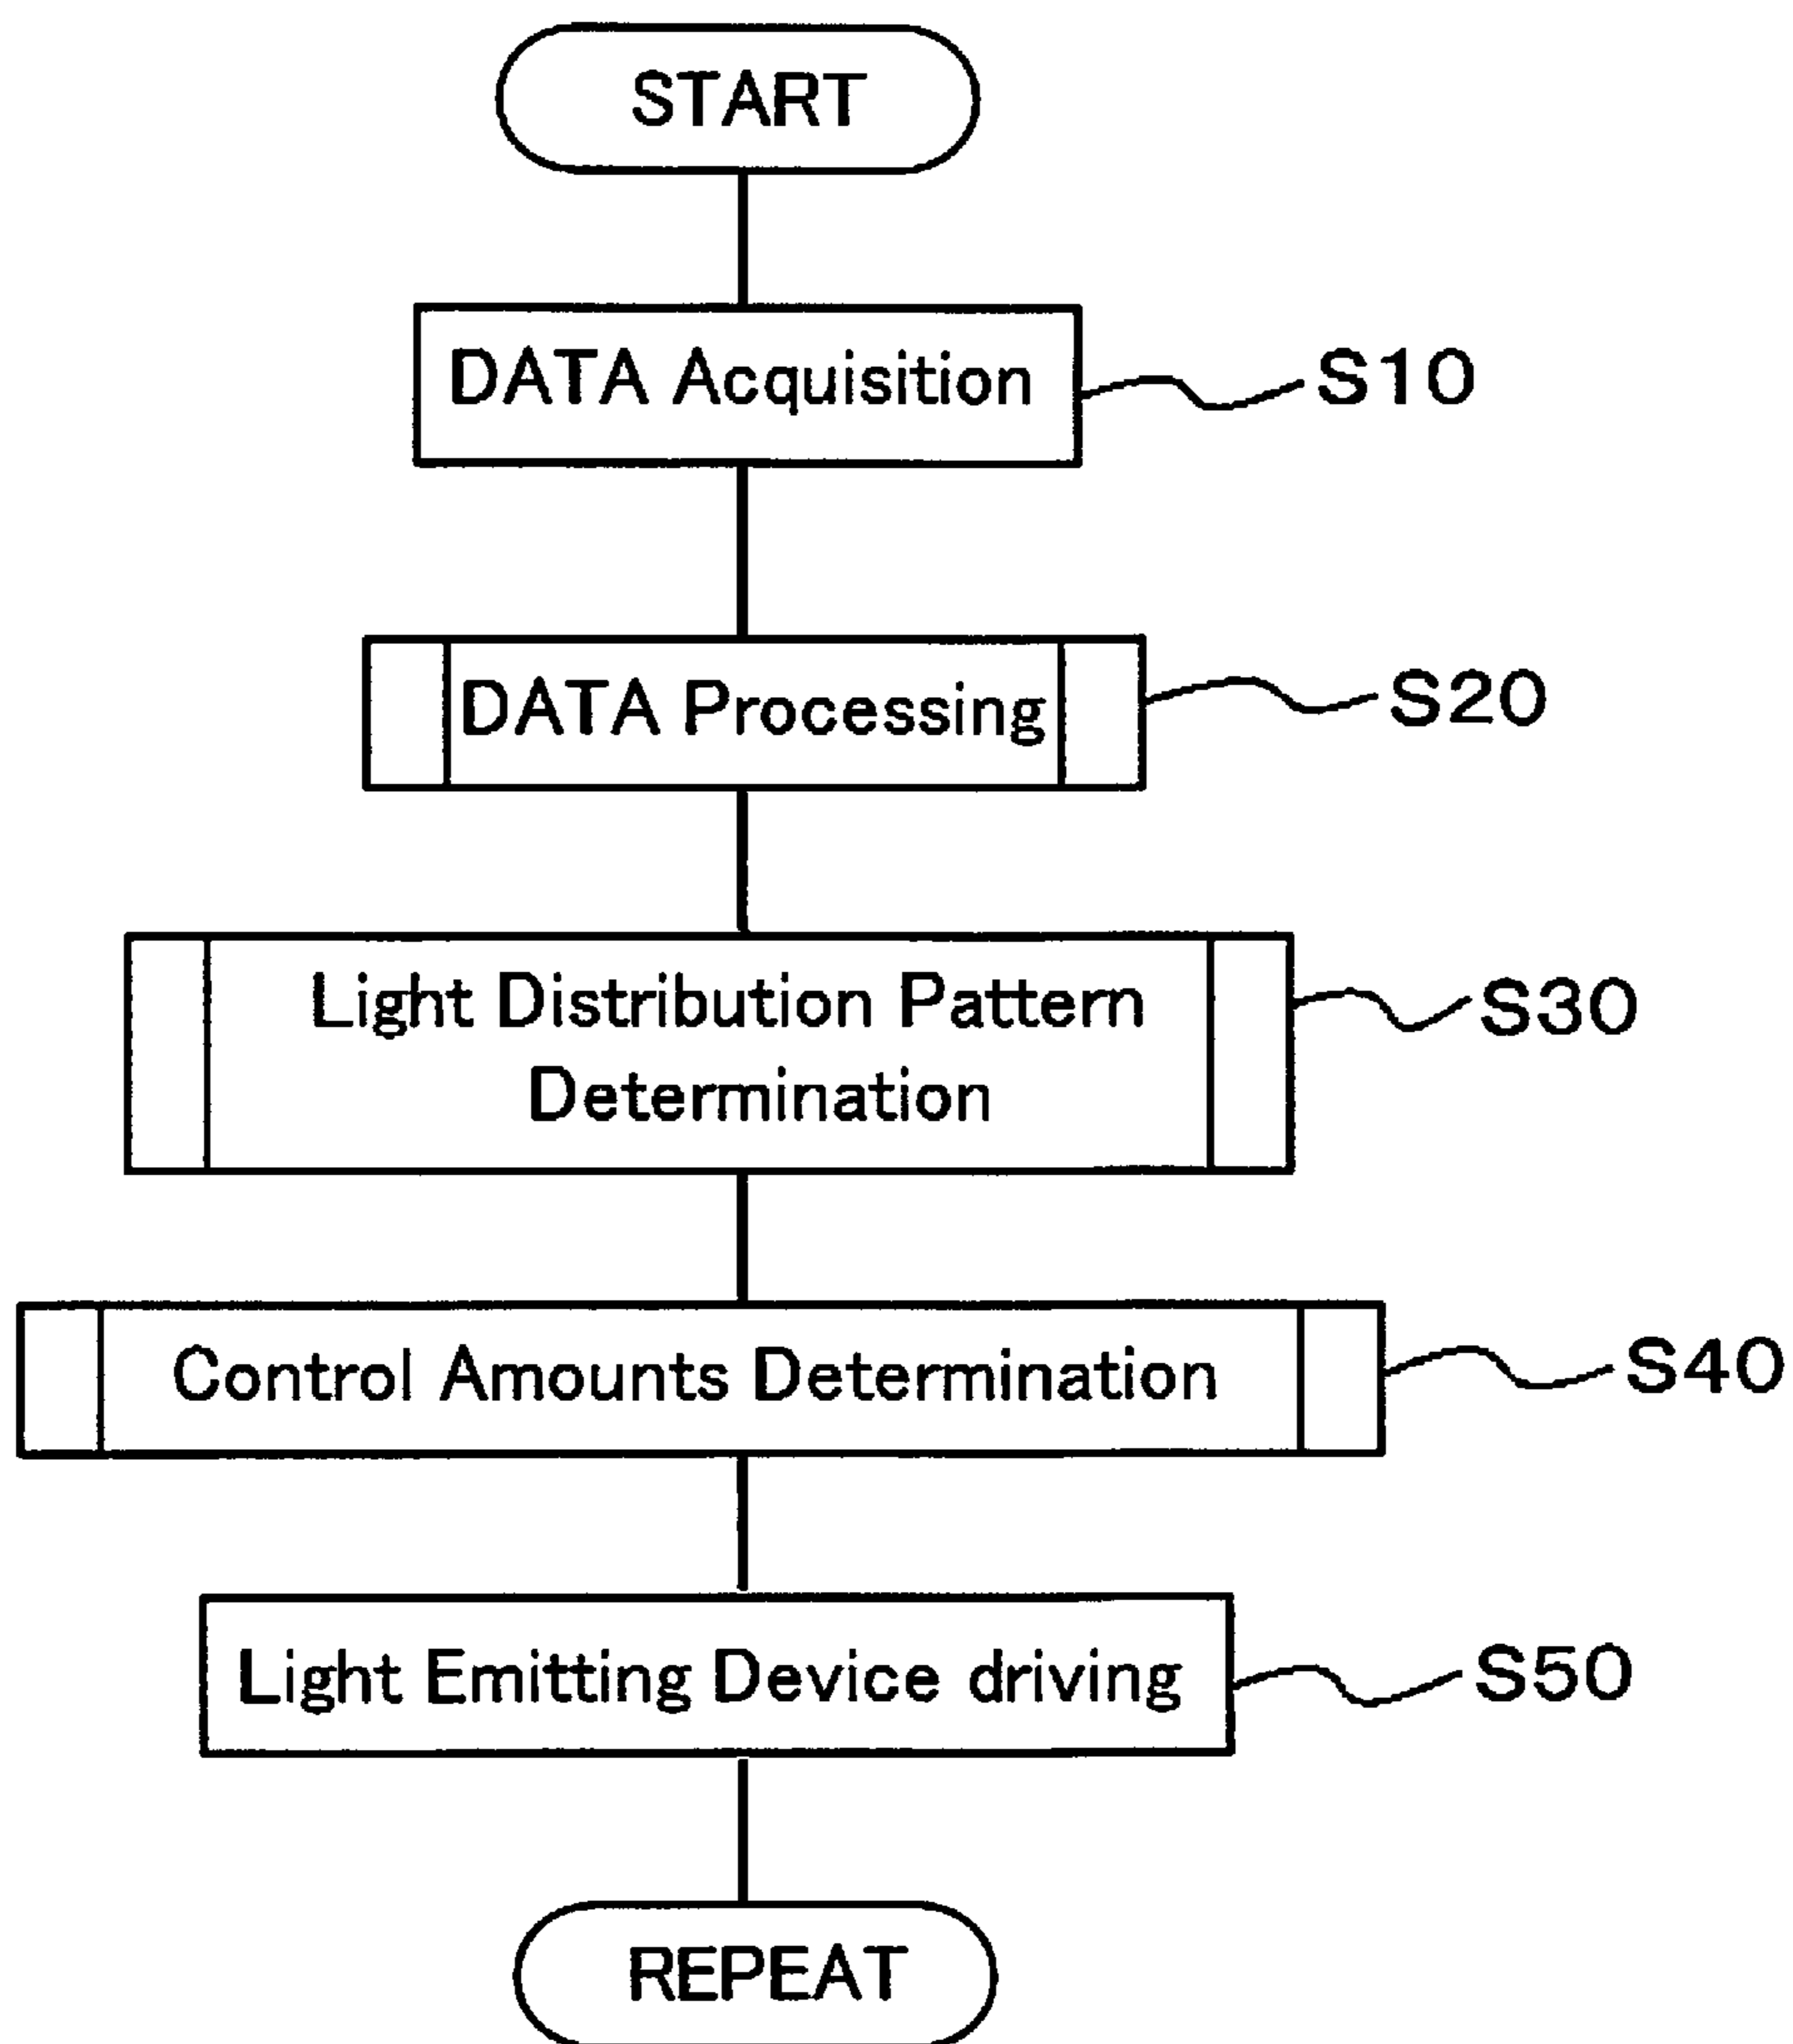 START
DATA Acquisition
S10
DATA Processing
S20
Light Distribution Pattern
Determination
S30
Control Amounts Determination
S40
Light Emitting Device driving
S50
REPEAT